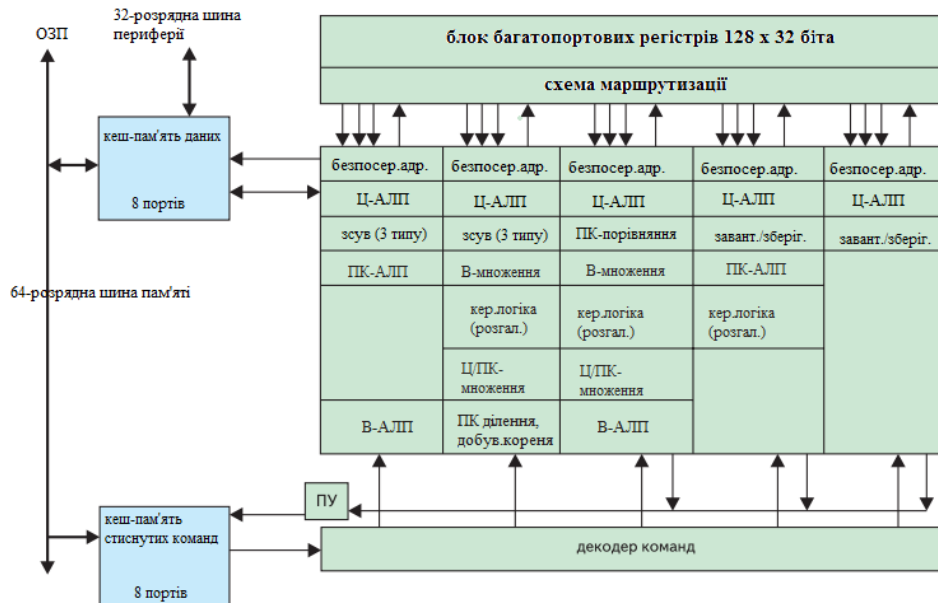 ОЗП
32-розрядна шина
периферії
блок багатопортових регістрів 128 x 32 біта
схема маршрутизації
кеш-пам'ять даних
8 портів
64-розрядна шина пам'яті
безпосер.адр.
безпосер.адр.
безпосер.адр.
безпосер.адр.
безпосер.адр.
Ц-АЛП
Ц-АЛП
Ц-АЛП
Ц-АЛП
Ц-АЛП
зсув (3 типу)
зсув (3 типу)
ПК-порівняння
завант./зберіг.
завант./зберіг.
ПК-АЛП
В-множення
В-множення
ПК-АЛП
кер.логіка
(розгал.)
кер.логіка
(розгал.)
кер.логіка
(розгал.)
Ц/ПК-
множення
Ц/ПК-
множення
В-АЛП
ПК ділення,
добув.кореня
В-АЛП
ПУ
кеш-пам'ять
стиснутих команд
8 портів
декодер команд